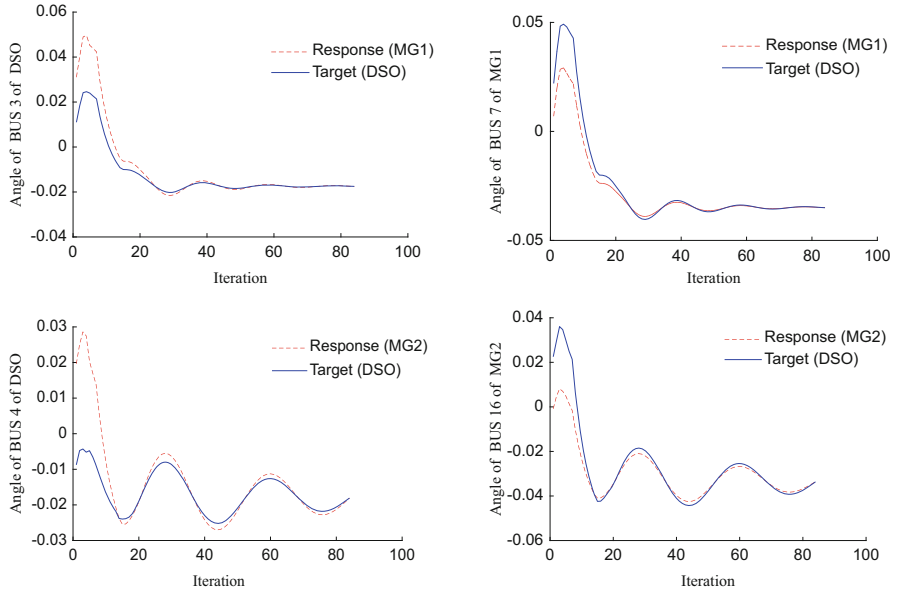 0.06
0.04
0.02
0
-0.02
-0.04
0
20
40
60
80
100
Angle of BUS 3 of DSO
Iteration
Response (MG1)
Target (DSO)
0.05
0
-0.05
0
20
40
60
80
100
Angle of BUS 7 of MG1
Iteration
Response (MG1)
Target (DSO)
0.03
0.02
0.01
0
-0.01
-0.02
-0.03
0
20
40
60
80
100
Angle of BUS 4 of DSO
Iteration
Response (MG2)
Target (DSO)
0.04
0.02
0
-0.02
-0.04
-0.06
0
20
40
60
80
100
Angle of BUS 16 of MG2
Iteration
Response (MG2)
Target (DSO)